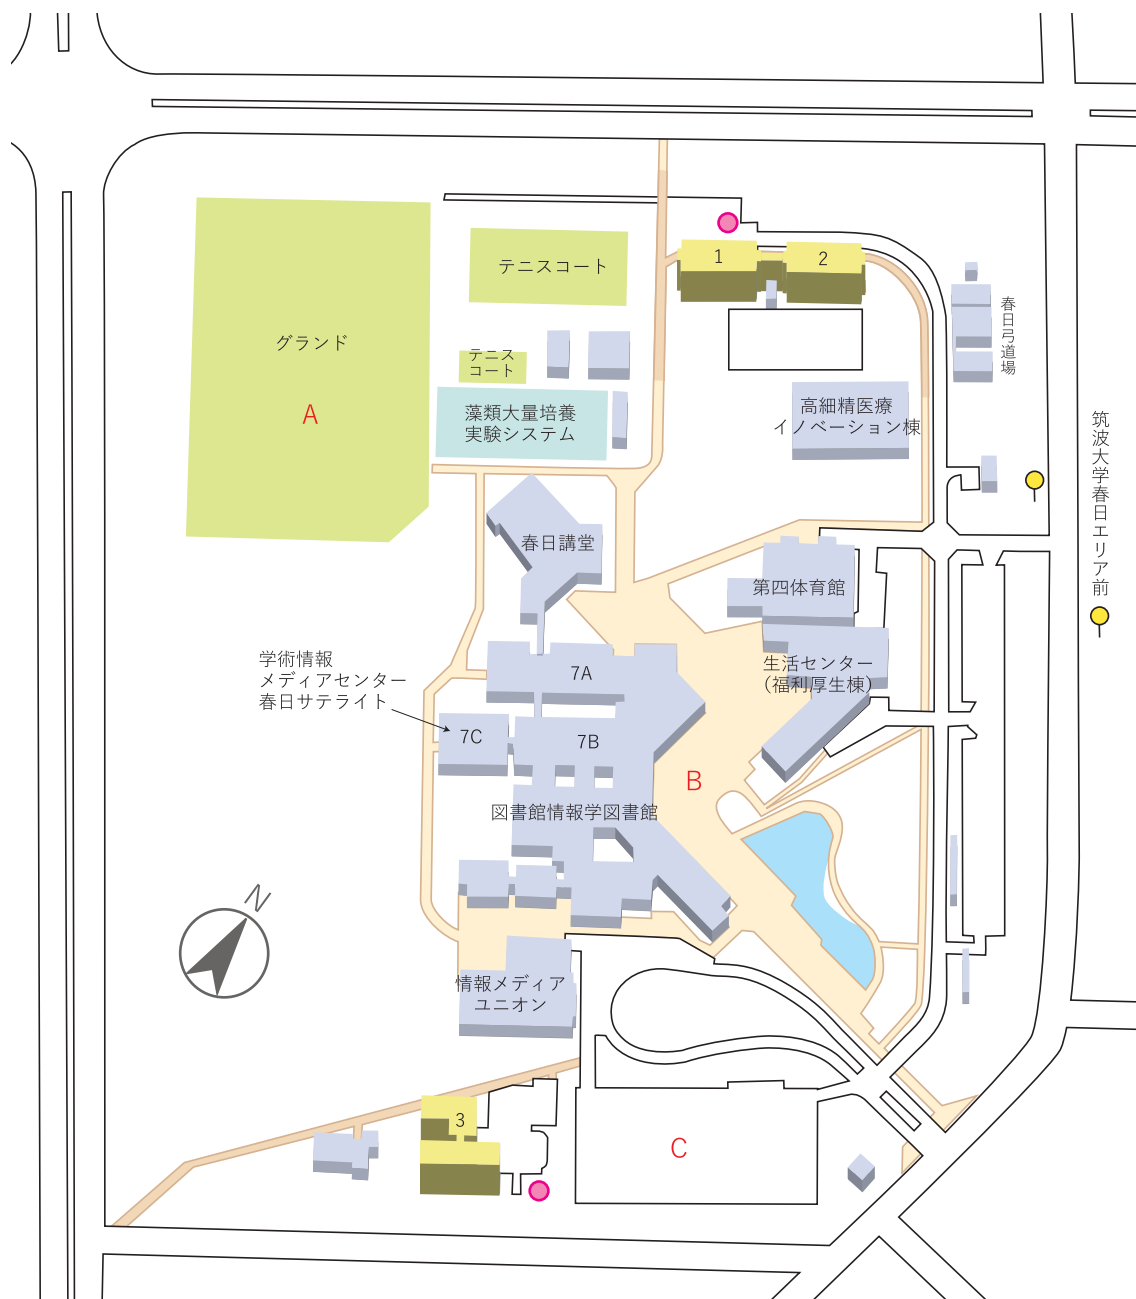 1
2
テニスコート
春日弓道場
グランド
テニス
コート
A
高細精医療
イノベーション棟
藻類大量培養
実験システム
筑波大学春日エリア前
春日講堂
第四体育館
生活センター
(福利厚生棟)
学術情報
メディアセンター
春日サテライト
7A
7C
7B
B
図書館情報学図書館
N
情報メディア
ユニオン
3
C